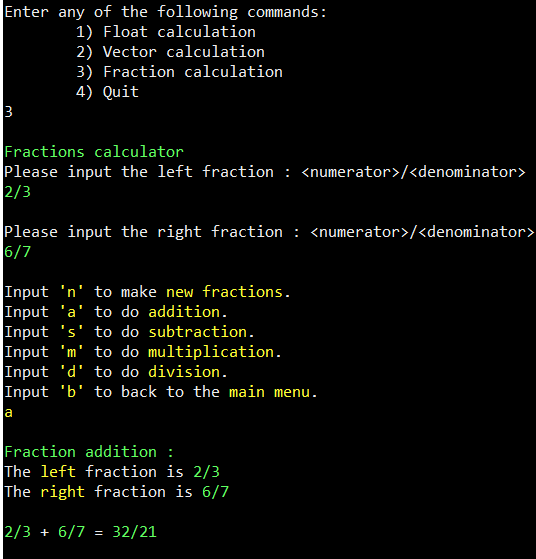 Enter any of the following commands:
1) Float calculation
2) Vector calculation
3) Fraction calculation
4) Quit
3
Fractions calculator
Please input the left fraction : <numerator>/<denominator>
2/3
Please input the right fraction : <numerator>/<denominator>
6/7
Input 'n' to make new fractions.
Input 'a' to do addition.
Input 's' to do subtraction.
Input 'm' to do multiplication.
Input 'd' to do division.
Input 'b' to back to the main menu.
a
Fraction addition :
The left fraction is 2/3
The right fraction is 6/7
2/3 + 6/7 = 32/21